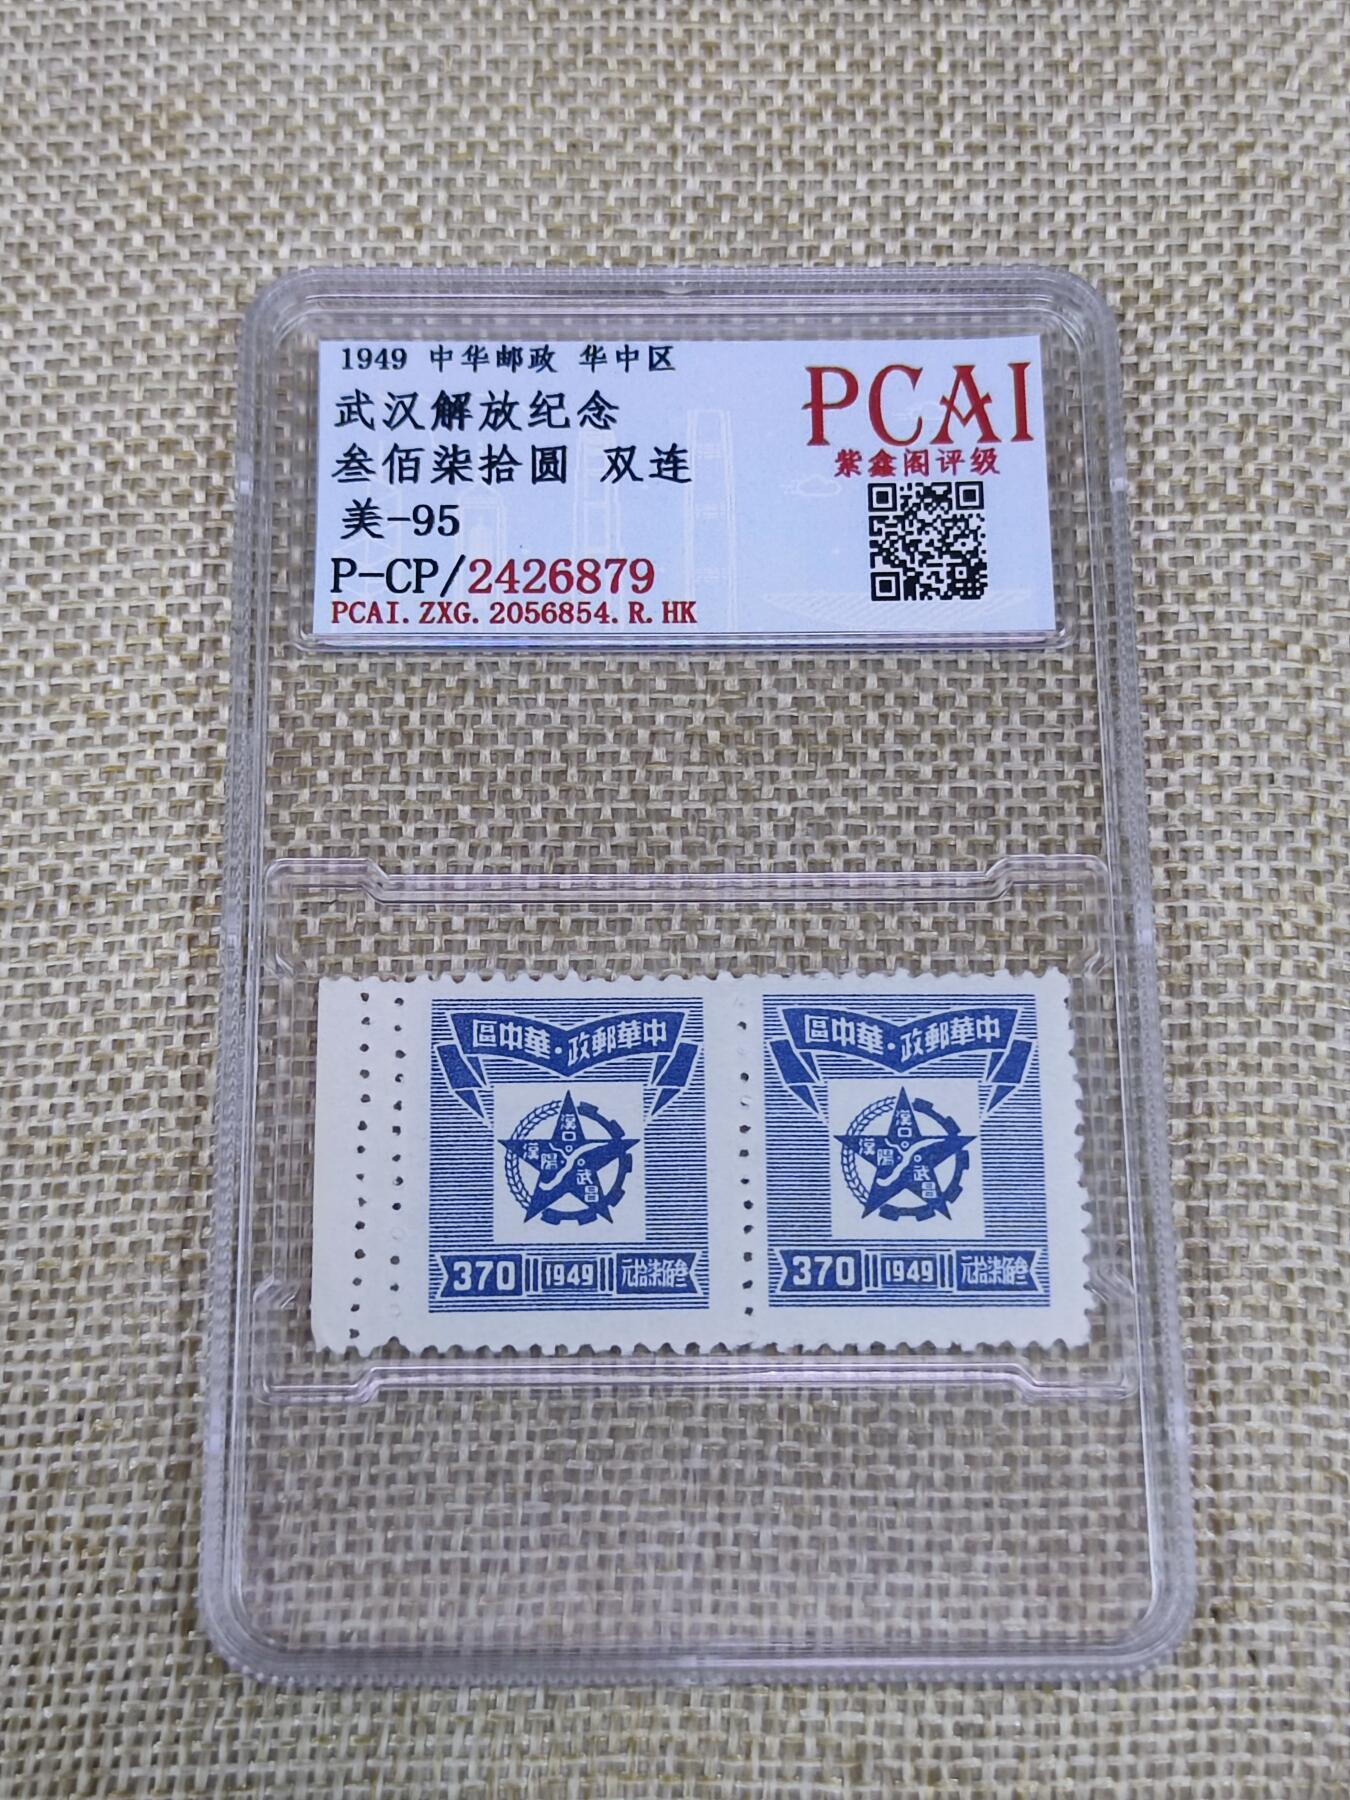 1949 中华邮政 华中区
武汉解放纪念
叁佰柒拾圆 双连
美-95
P-CP/2426879
PCAI.ZXG.2056854.R.HK
PCAI
紫鑫阁评级
區中華·政郵華中
漢口
漢陽
武昌
370 1949 元拾柒佰叁
區中華·政郵華中
漢口
漢陽
武昌
370 1949 元拾柒佰叁